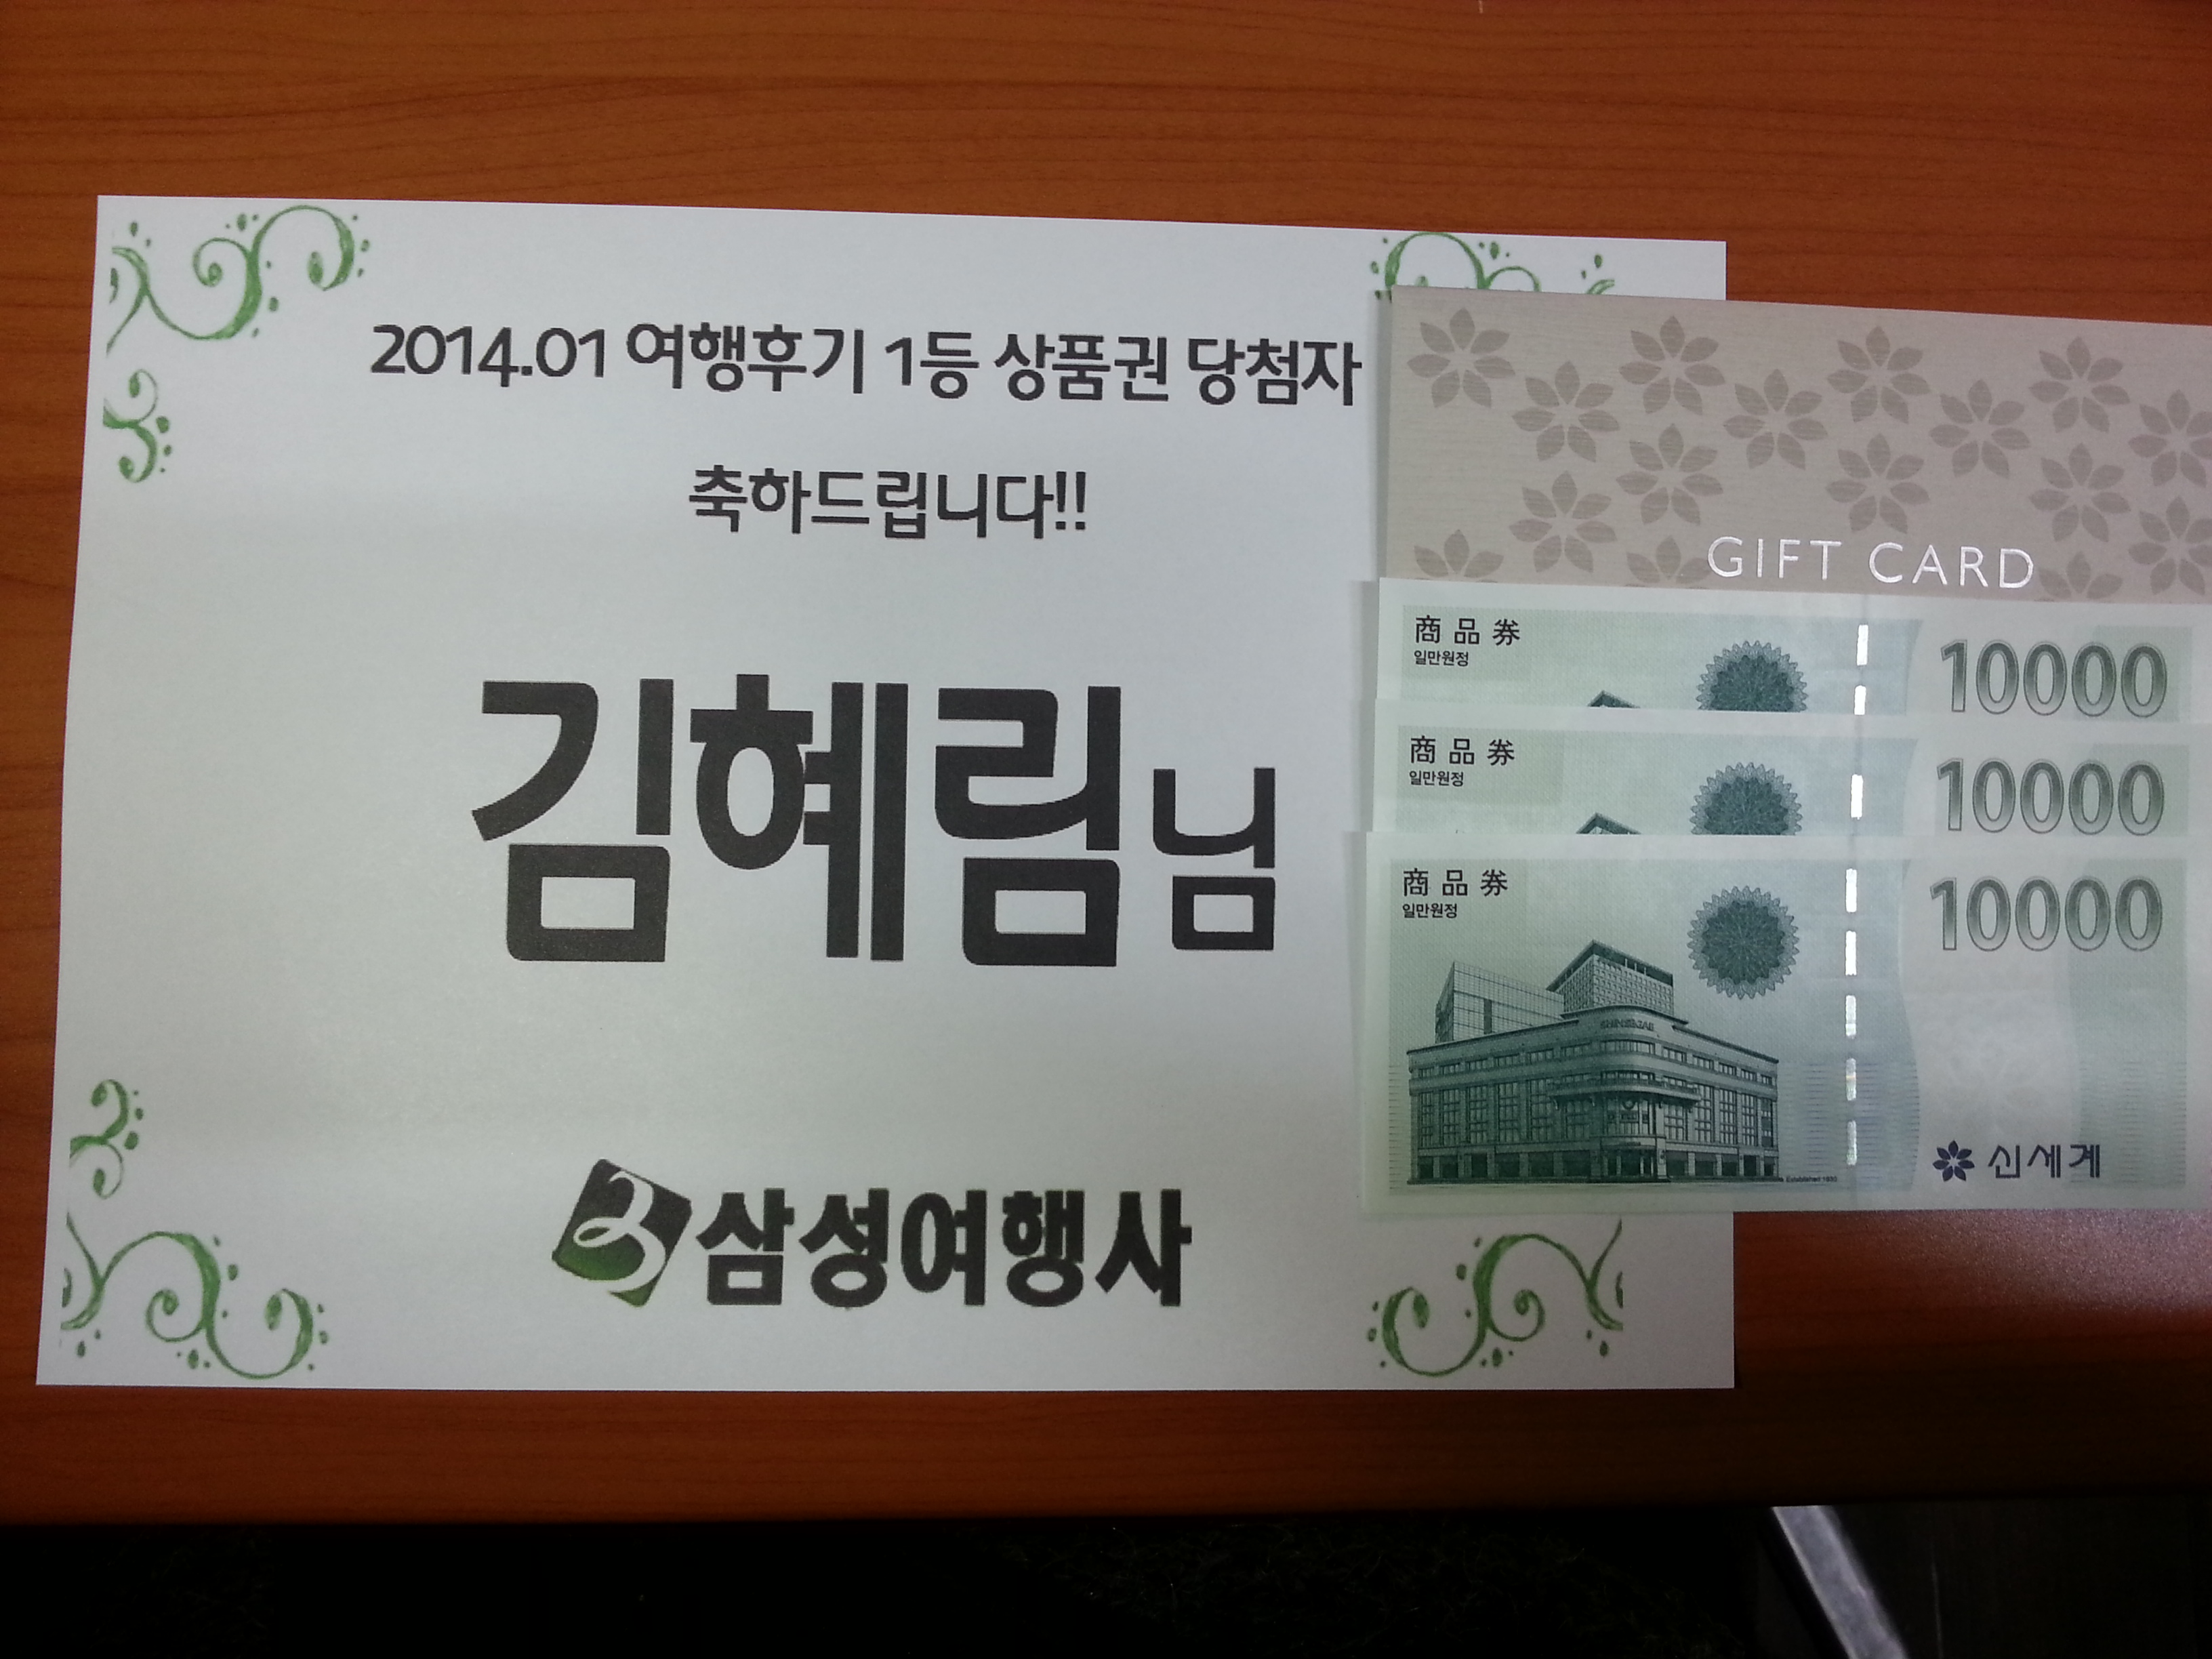 2014.01 여행후기 1등 상품권 당첨자
축하드립니다!!
김혜림님
삼성여행사
GIFT CARD
商品券
일만원정
10000
商品券
일만원정
10000
商品券
일만원정
10000
SHINSEGAE
Established 1930
신세계